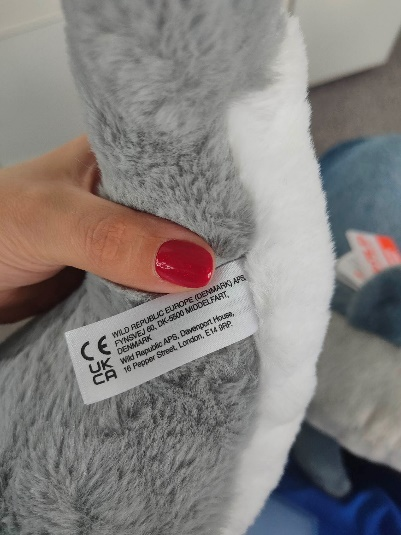 CE
UK
CA
WILD REPUBLIC EUROPE (DENMARK) APS,
FYNSVEJ 60, DK-5500 MIDDELFART,
DENMARK
Wild Republic APS, Davenport House,
16 Pepper Street, London, E14 9RP.